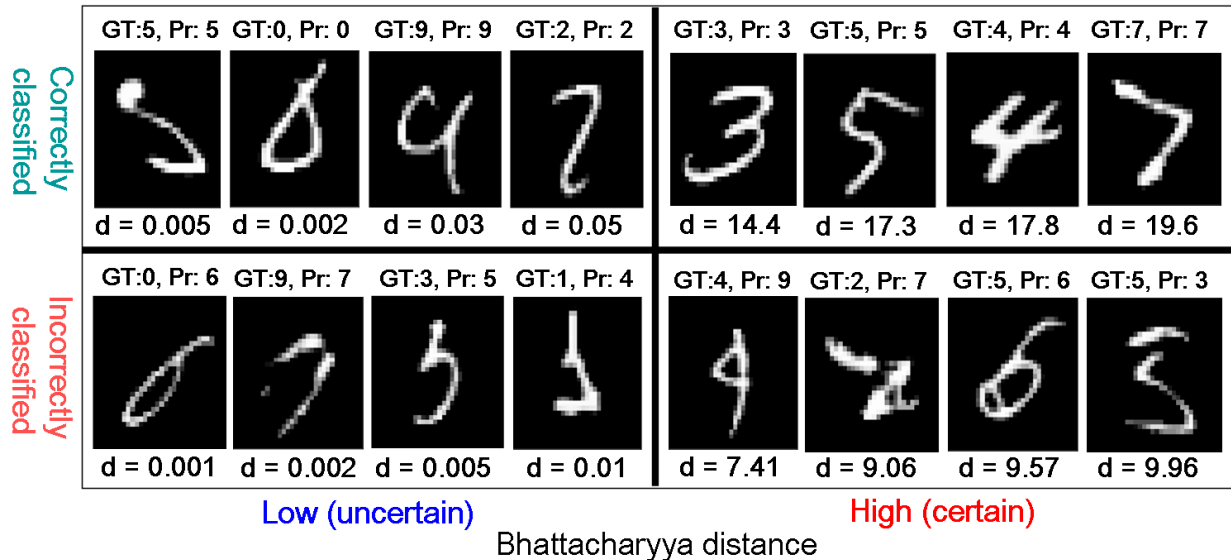 GT:5, Pr: 5 GT:0, Pr: 0 GT:9, Pr: 9 GT:2, Pr: 2 GT:3, Pr: 3 GT:5, Pr: 5 GT:4, Pr: 4 GT:7, Pr: 7
Correctly
classified
d = 0.005 d = 0.002 d = 0.03 d = 0.05 d = 14.4 d = 17.3 d = 17.8 d = 19.6
GT:0, Pr: 6 GT:9, Pr: 7 GT:3, Pr: 5 GT:1, Pr: 4 GT:4, Pr: 9 GT:2, Pr: 7 GT:5, Pr: 6 GT:5, Pr: 3
Incorrectly
classified
d = 0.001 d = 0.002 d = 0.005 d = 0.01 d = 7.41 d = 9.06 d = 9.57 d = 9.96
Low (uncertain) High (certain)
Bhattacharyya distance